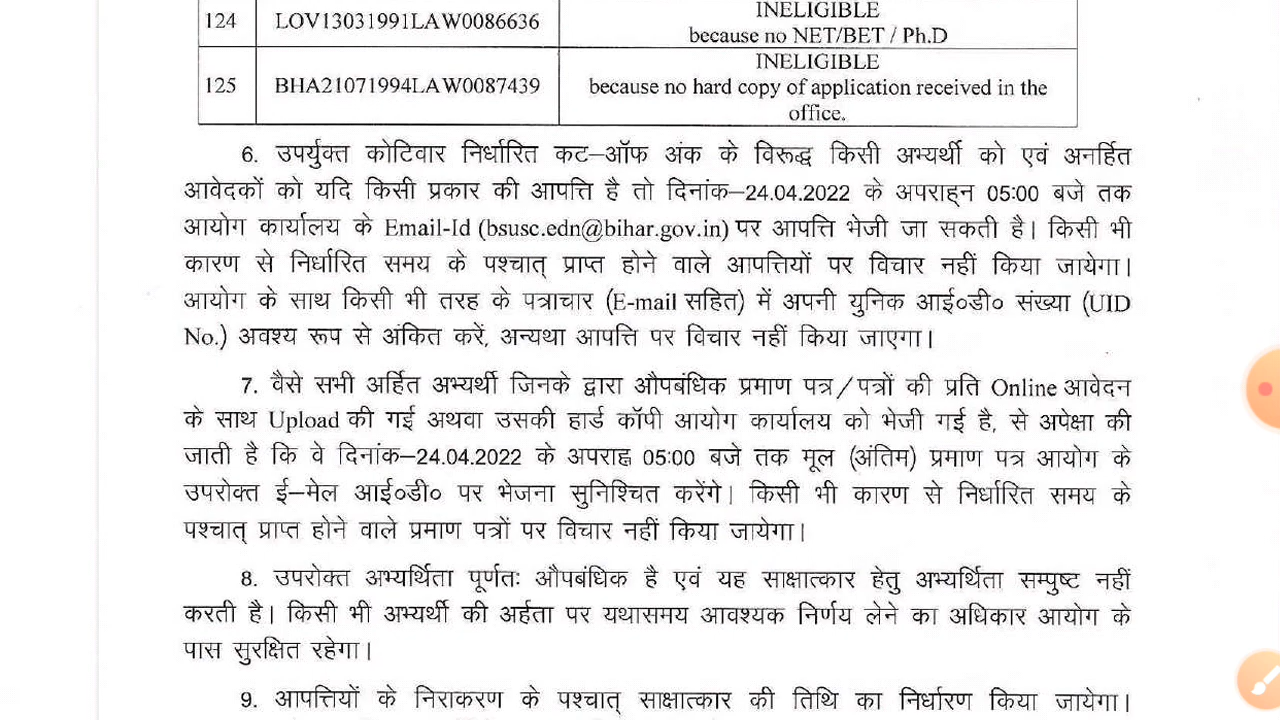 124 LOV13031991LAW0086636 INELIGIBLE
because no NET/BET / Ph.D
125 BHA21071994LAW0087439 INELIGIBLE
because no hard copy of application received in the
office.
6. उपर्युक्त कोटिवार निर्धारित कट–ऑफ अंक के विरूद्ध किसी अभ्यर्थी को एवं अनर्हित
आवेदकों को यदि किसी प्रकार की आपत्ति है तो दिनांक–24.04.2022 के अपराह्न 05:00 बजे तक
आयोग कार्यालय के Email-Id (bsusc.edn@bihar.gov.in) पर आपत्ति भेजी जा सकती है। किसी भी
कारण से निर्धारित समय के पश्चात् प्राप्त होने वाले आपत्तियों पर विचार नहीं किया जायेगा।
आयोग के साथ किसी भी तरह के पत्राचार (E-mail सहित) में अपनी युनिक आई०डी० संख्या (UID
No.) अवश्य रूप से अंकित करें, अन्यथा आपत्ति पर विचार नहीं किया जाएगा।
7. वैसे सभी अर्हित अभ्यर्थी जिनके द्वारा औपबंधिक प्रमाण पत्र/पत्रों की प्रति Online आवेदन
के साथ Upload की गई अथवा उसकी हार्ड कॉपी आयोग कार्यालय को भेजी गई है, से अपेक्षा की
जाती है कि वे दिनांक–24.04.2022 के अपराह्न 05:00 बजे तक मूल (अंतिम) प्रमाण पत्र आयोग के
उपरोक्त ई–मेल आई०डी० पर भेजना सुनिश्चित करेंगे। किसी भी कारण से निर्धारित समय के
पश्चात् प्राप्त होने वाले प्रमाण पत्रों पर विचार नहीं किया जायेगा।
8. उपरोक्त अभ्यर्थिता पूर्णतः औपबंधिक है एवं यह साक्षात्कार हेतु अभ्यर्थिता सम्पुष्ट नहीं
करती है। किसी भी अभ्यर्थी की अर्हता पर यथासमय आवश्यक निर्णय लेने का अधिकार आयोग के
पास सुरक्षित रहेगा।
9. आपत्तियों के निराकरण के पश्चात् साक्षात्कार की तिथि का निर्धारण किया जायेगा।